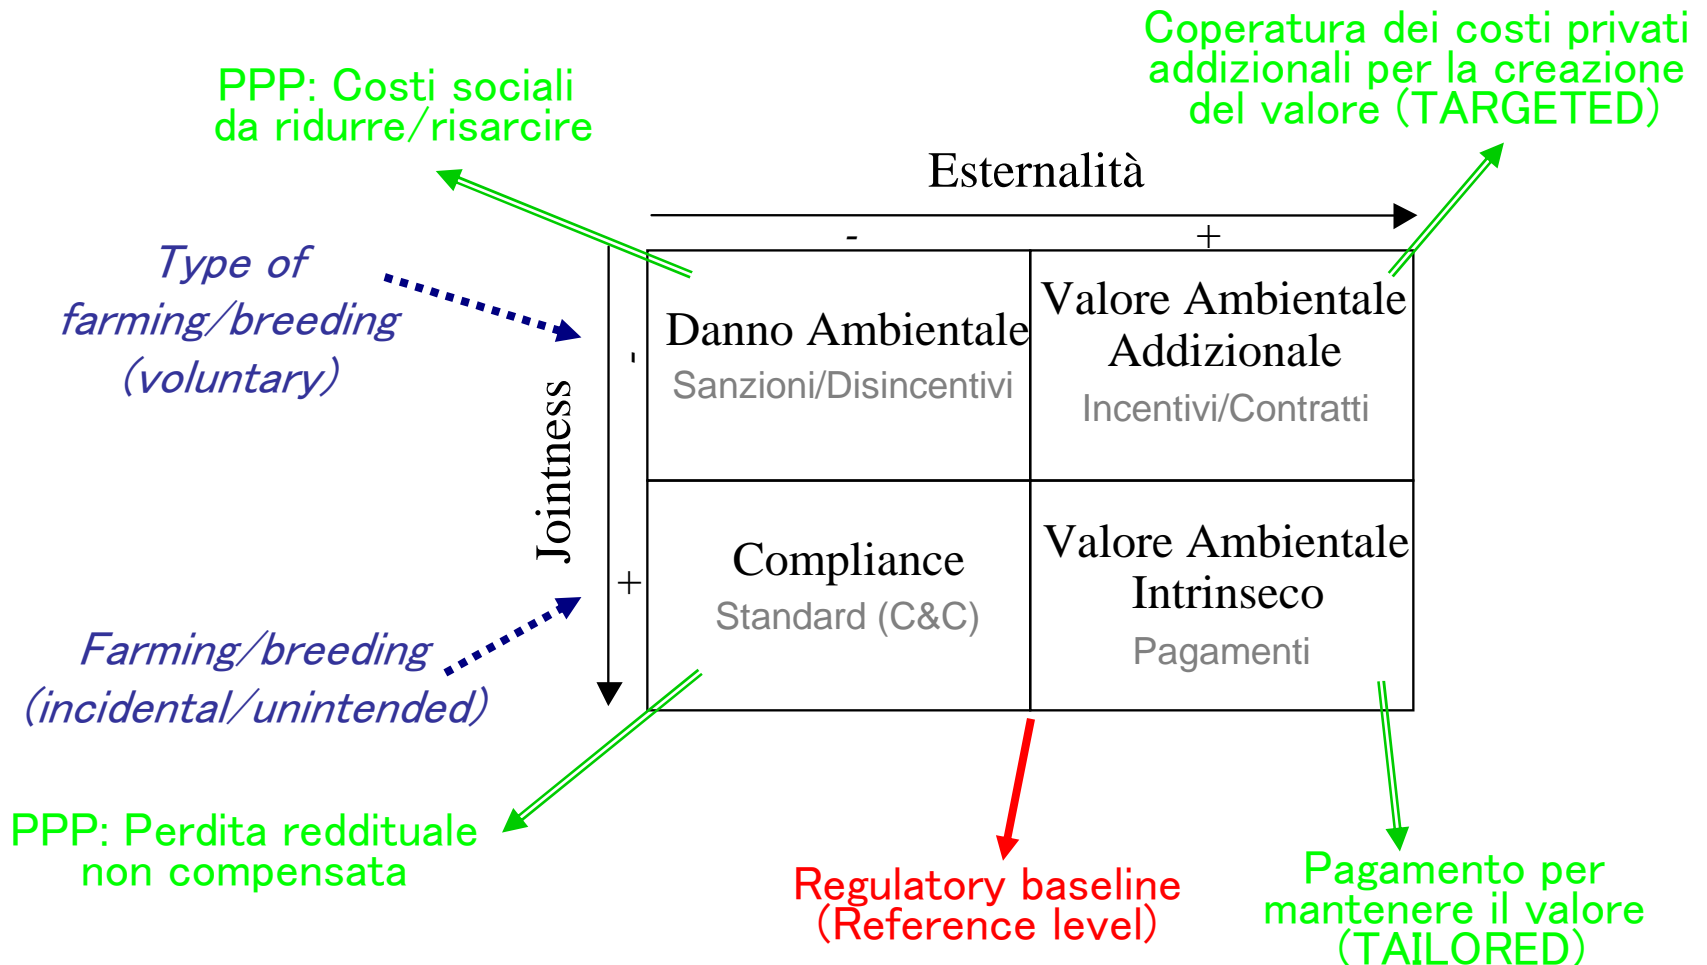 Coperatura dei costi privati
addizionali per la creazione
del valore (TARGETED)
PPP: Costi sociali
da ridurre/risarcire
Esternalità
- +
Type of
farming/breeding
(voluntary)
Jointness
-
+
Danno Ambientale
Sanzioni/Disincentivi
Valore Ambientale
Addizionale
Incentivi/Contratti
Compliance
Standard (C&C)
Valore Ambientale
Intrinseco
Pagamenti
Farming/breeding
(incidental/unintended)
PPP: Perdita reddituale
non compensata
Regulatory baseline
(Reference level)
Pagamento per
mantenere il valore
(TAILORED)